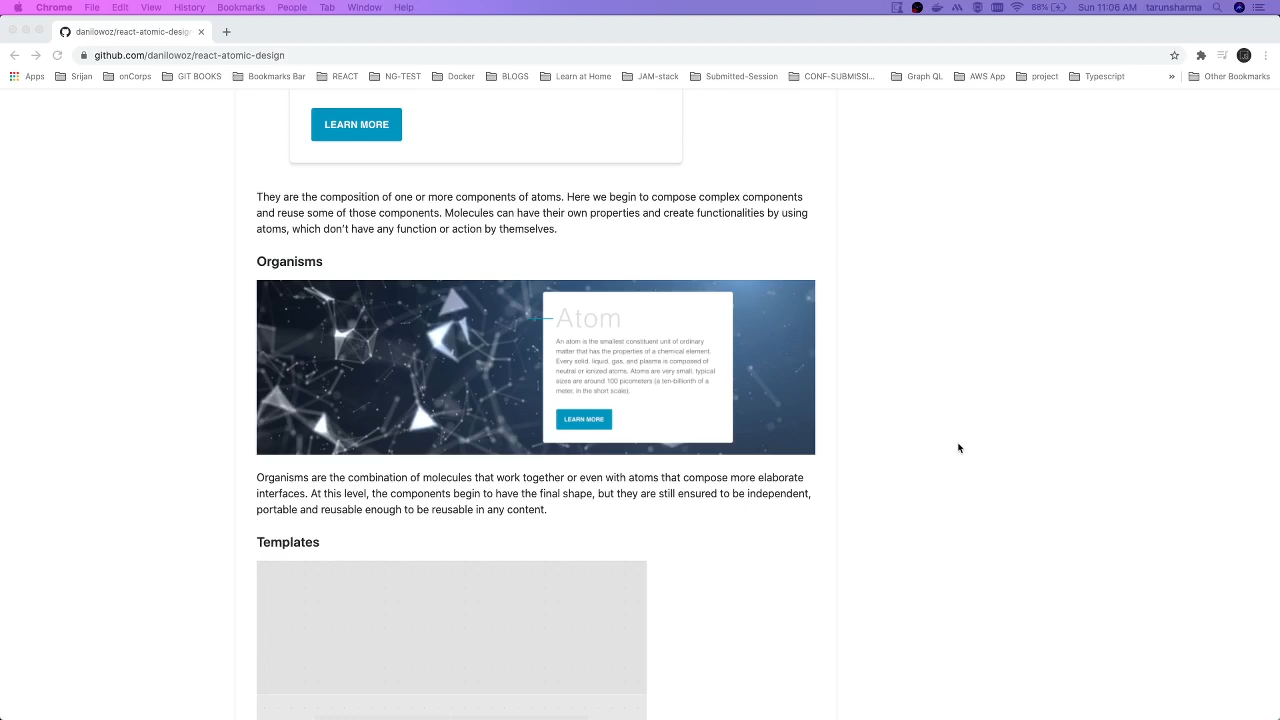 Chrome File Edit View History Bookmarks People Tab Window Help 88% Sun 11:06 AM tarunsharma
danilowoz/react-atomic-design
github.com/danilowoz/react-atomic-design
Apps Srijan onCorps GIT BOOKS Bookmarks Bar REACT NG-TEST Docker BLOGS Learn at Home JAM-stack Submitted-Session CONF-SUBMISSI... Graph QL AWS App project Typescript » Other Bookmarks
LEARN MORE
They are the composition of one or more components of atoms. Here we begin to compose complex components
and reuse some of those components. Molecules can have their own properties and create functionalities by using
atoms, which don’t have any function or action by themselves.
Organisms
Atom
An atom is the smallest constituent unit of ordinary
matter that has the properties of a chemical element.
Every solid, liquid, gas, and plasma is composed of
neutral or ionized atoms. Atoms are very small, typical
sizes are around 100 picometers (a ten-billionth of a
meter, in the short scale).
LEARN MORE
Organisms are the combination of molecules that work together or even with atoms that compose more elaborate
interfaces. At this level, the components begin to have the final shape, but they are still ensured to be independent,
portable and reusable enough to be reusable in any content.
Templates